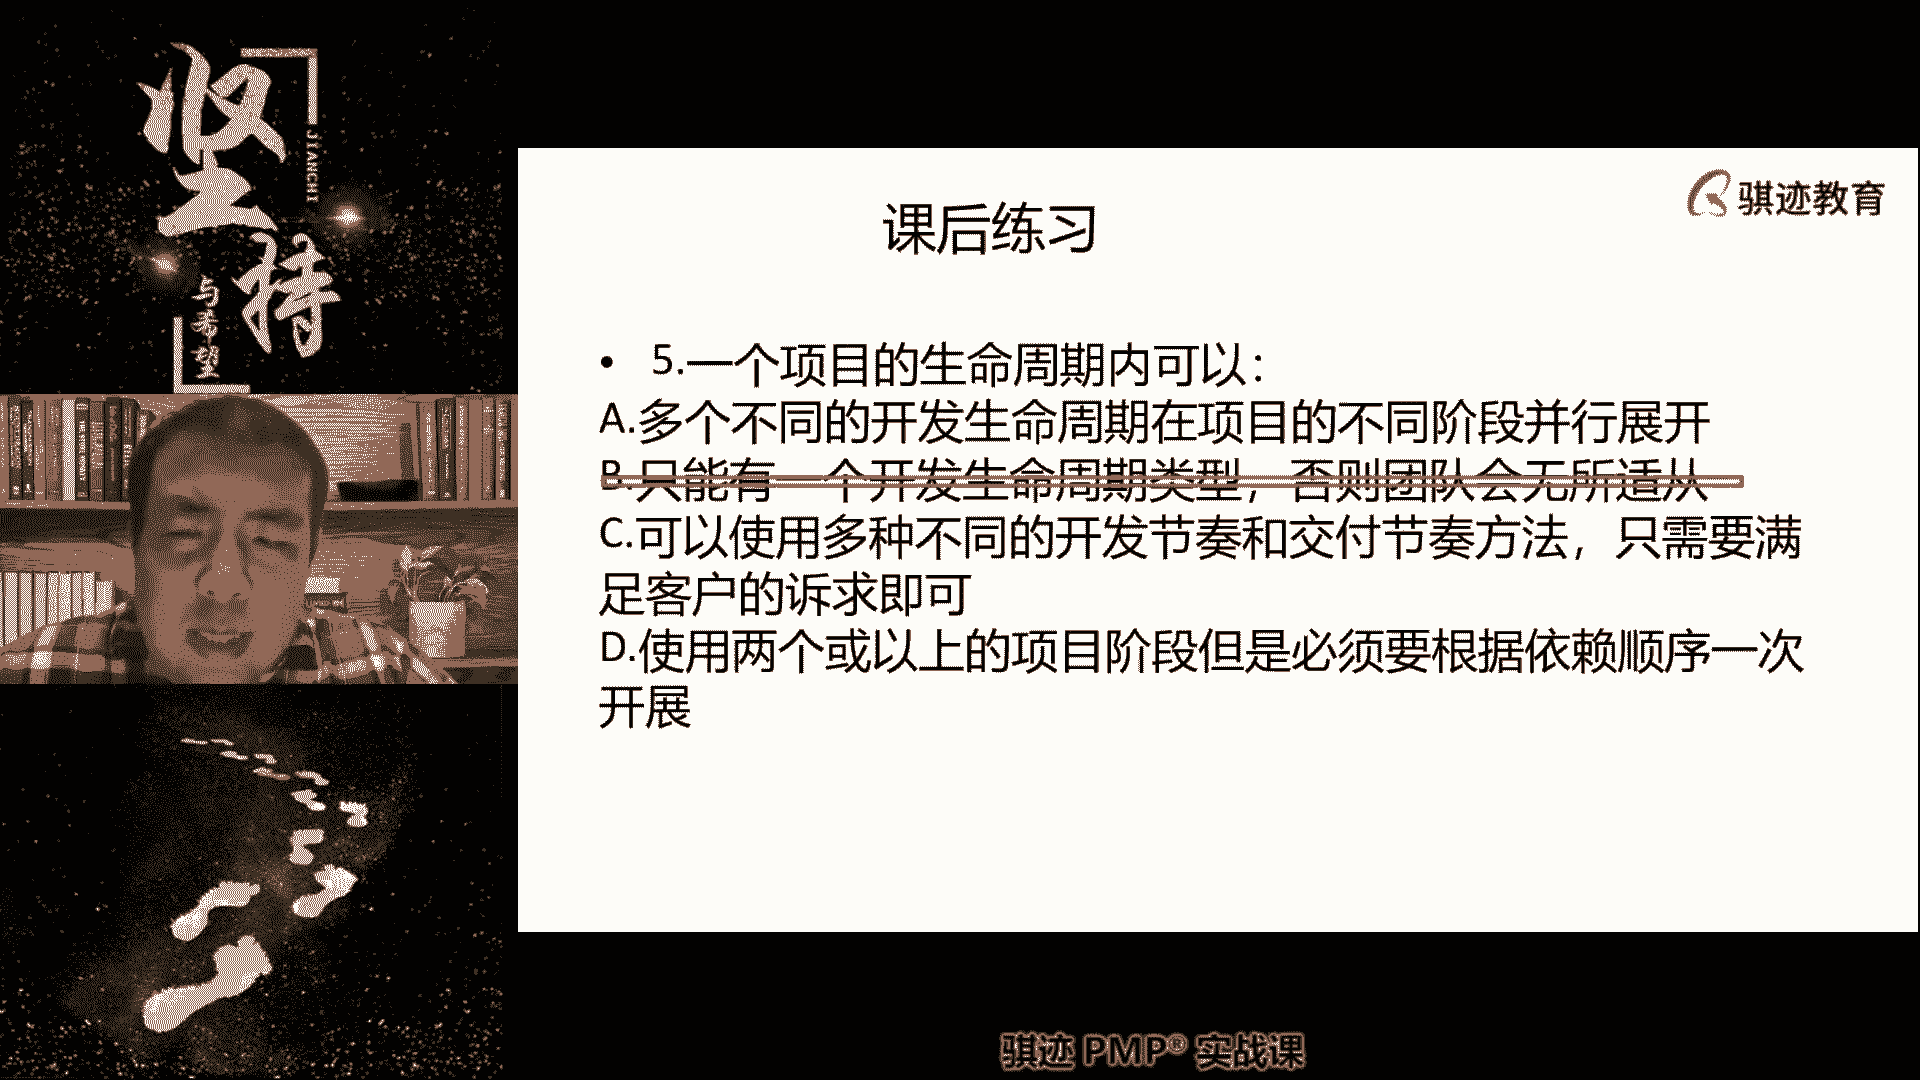 坚持
JIANCHI
与希望
骐迹教育
课后练习
• 5.一个项目的生命周期内可以：
A.多个不同的开发生命周期在项目的不同阶段并行展开
B.只能有一个开发生命周期类型，否则团队会无所适从
C.可以使用多种不同的开发节奏和交付节奏方法，只需要满
足客户的诉求即可
D.使用两个或以上的项目阶段但是必须要根据依赖顺序一次
开展
骐迹 PMP® 实战课